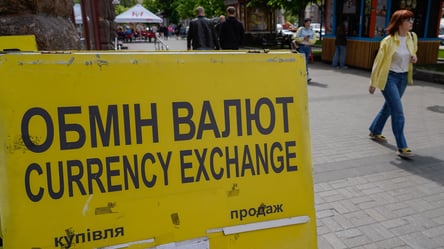 ОБМІН ВАЛЮТ
CURRENCY EXCHANGE
купівля продаж